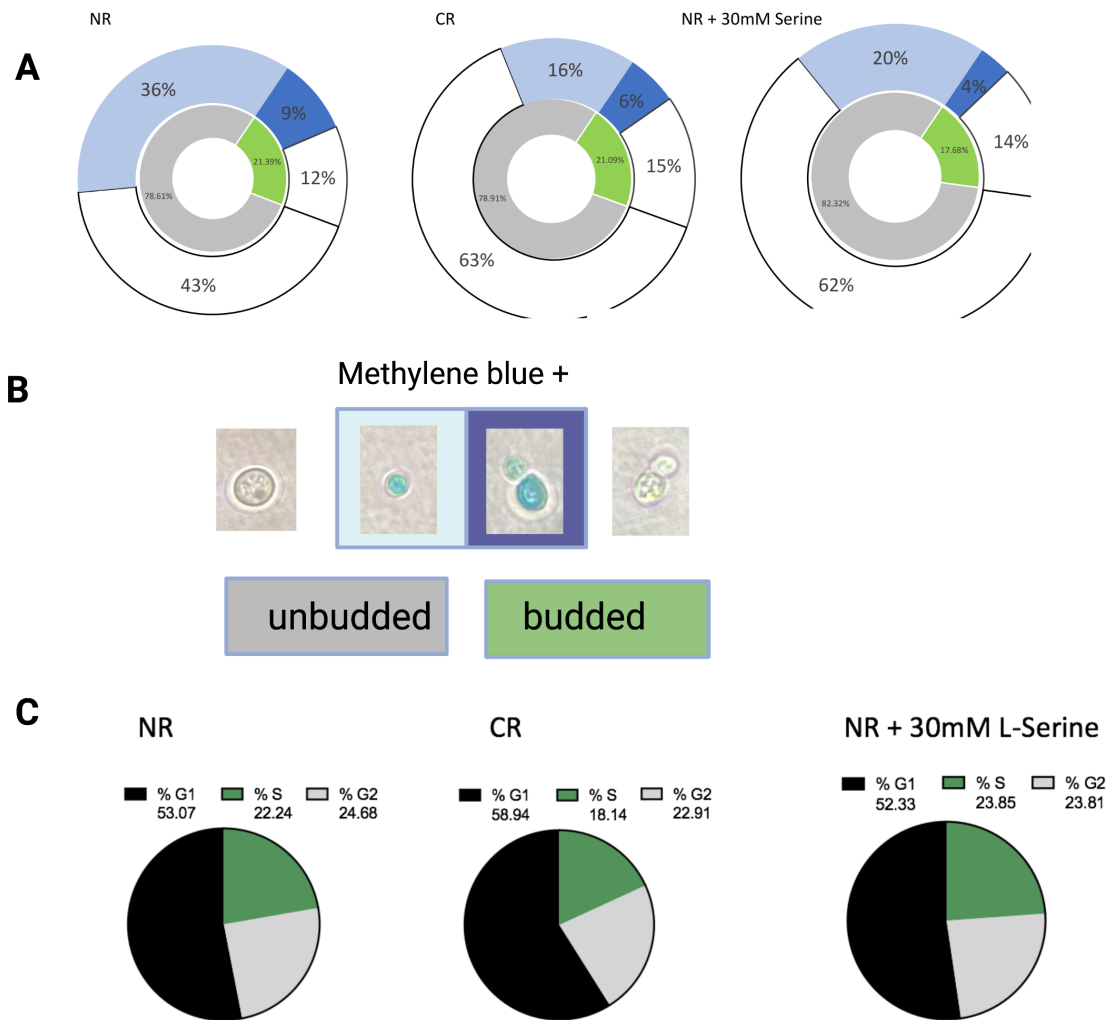 NR
CR
NR + 30mM Serine
A
36%
9%
21.39%
12%
78.61%
43%
16%
6%
21.09%
15%
78.91%
63%
20%
4%
17.68%
14%
82.32%
62%
B
Methylene blue +
unbudded
budded
C
NR
CR
NR + 30mM L-Serine
% G1 % S % G2
53.07 22.24 24.68
% G1 % S % G2
58.94 18.14 22.91
% G1 % S % G2
52.33 23.85 23.81